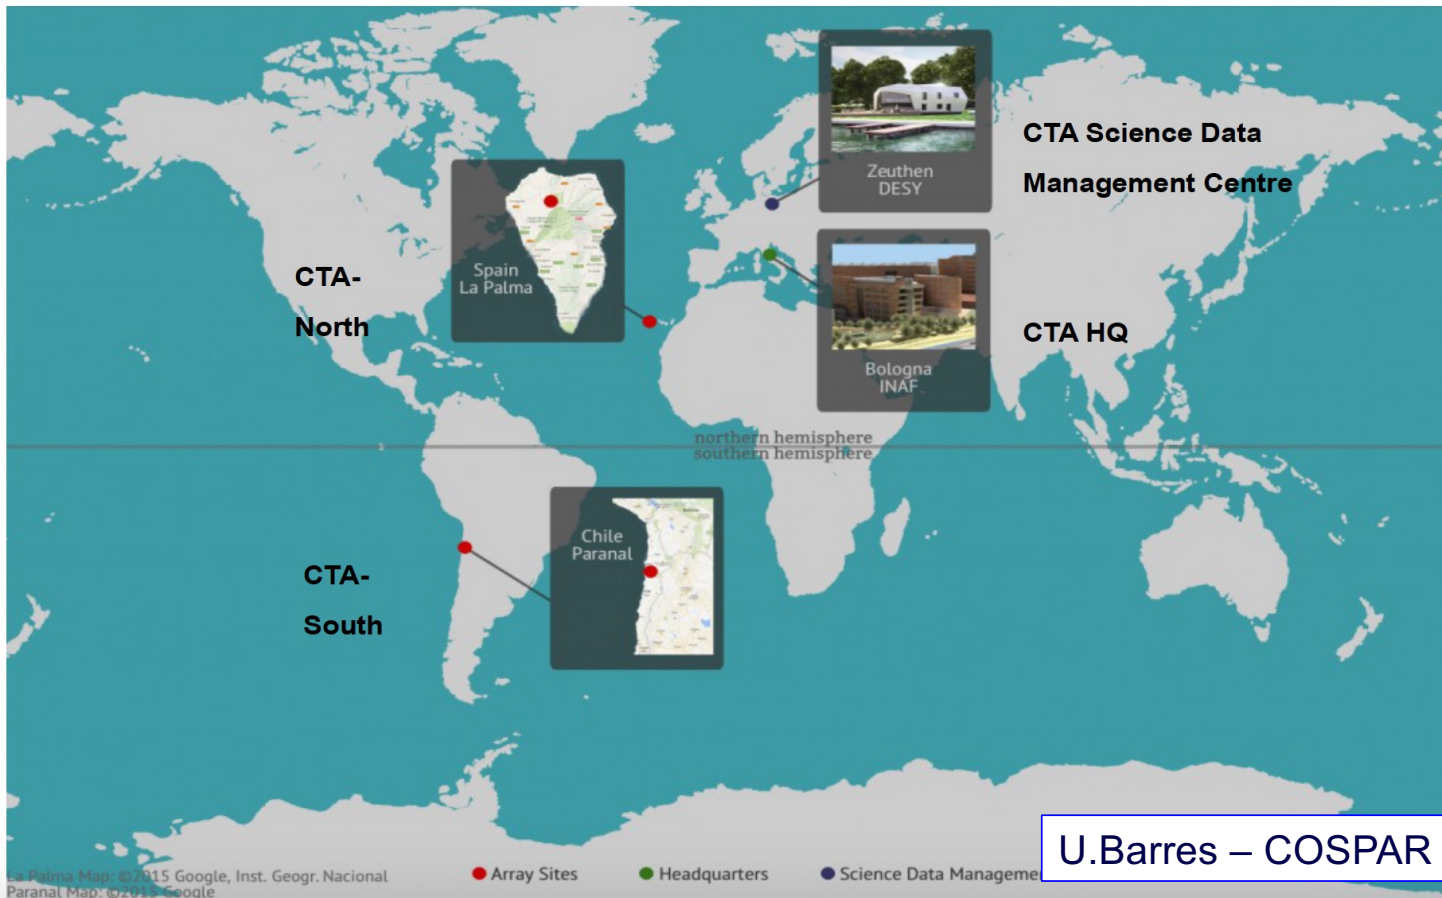 Zeuthen
DESY
CTA Science Data
Management Centre
Spain
La Palma
CTA-
North
Bologna
INAF
CTA HQ
northern hemisphere
southern hemisphere
Chile
Paranal
CTA-
South
U.Barres – COSPAR
La Palma Map: ©2015 Google, Inst. Geogr. Nacional
Paranal Map: ©2015 Google
Array Sites
Headquarters
Science Data